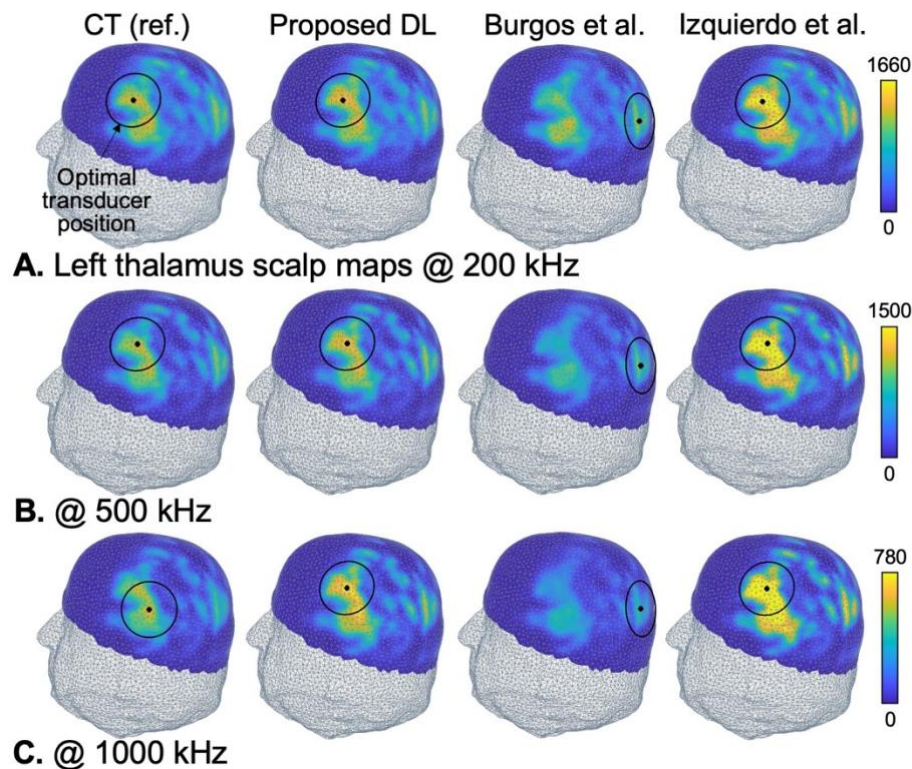 CT (ref.) Proposed DL Burgos et al. Izquierdo et al.
1660
Optimal
transducer
position
0
A. Left thalamus scalp maps @ 200 kHz
1500
0
B. @ 500 kHz
780
0
C. @ 1000 kHz